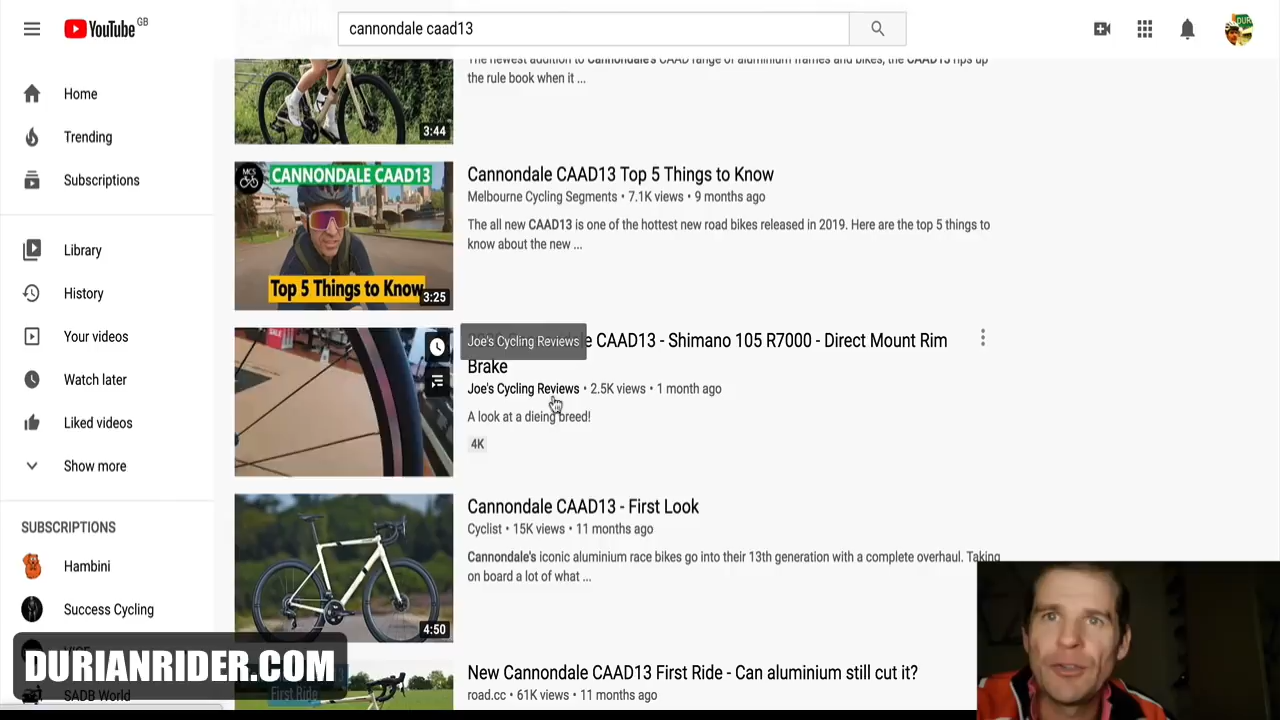 YouTube GB
cannondale caad13
Home
Trending
Subscriptions
Library
History
Your videos
Watch later
Liked videos
Show more
SUBSCRIPTIONS
Hambini
Success Cycling
SADB World
DURIANRIDER.COM
The newest addition to Cannondale's CAAD range of aluminium frames and bikes, the CAAD13 rips up
the rule book when it ...
3:44
MCS
CANNONDALE CAAD13
Top 5 Things to Know
3:25
Cannondale CAAD13 Top 5 Things to Know
Melbourne Cycling Segments • 7.1K views • 9 months ago
The all new CAAD13 is one of the hottest new road bikes released in 2019. Here are the top 5 things to
know about the new ...
Joe's Cycling Reviews
e CAAD13 - Shimano 105 R7000 - Direct Mount Rim
Brake
Joe's Cycling Reviews • 2.5K views • 1 month ago
A look at a dieing breed!
4K
4:50
Cannondale CAAD13 - First Look
Cyclist • 15K views • 11 months ago
Cannondale's iconic aluminium race bikes go into their 13th generation with a complete overhaul. Taking
on board a lot of what ...
First Ride
New Cannondale CAAD13 First Ride - Can aluminium still cut it?
road.cc • 61K views • 11 months ago